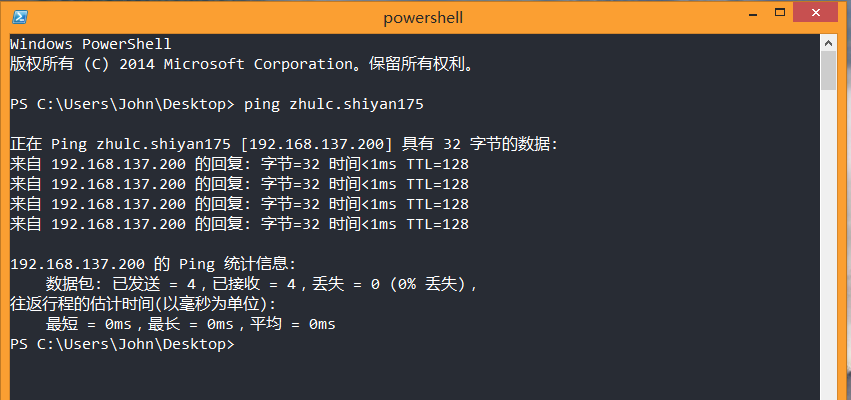 powershell
Windows PowerShell
版权所有 (C) 2014 Microsoft Corporation。保留所有权利。
PS C:\Users\John\Desktop> ping zhulc.shiyan175
正在 Ping zhulc.shiyan175 [192.168.137.200] 具有 32 字节的数据:
来自 192.168.137.200 的回复: 字节=32 时间<1ms TTL=128
来自 192.168.137.200 的回复: 字节=32 时间<1ms TTL=128
来自 192.168.137.200 的回复: 字节=32 时间<1ms TTL=128
来自 192.168.137.200 的回复: 字节=32 时间<1ms TTL=128
192.168.137.200 的 Ping 统计信息:
数据包: 已发送 = 4，已接收 = 4，丢失 = 0 (0% 丢失)，
往返行程的估计时间(以毫秒为单位):
最短 = 0ms，最长 = 0ms，平均 = 0ms
PS C:\Users\John\Desktop>